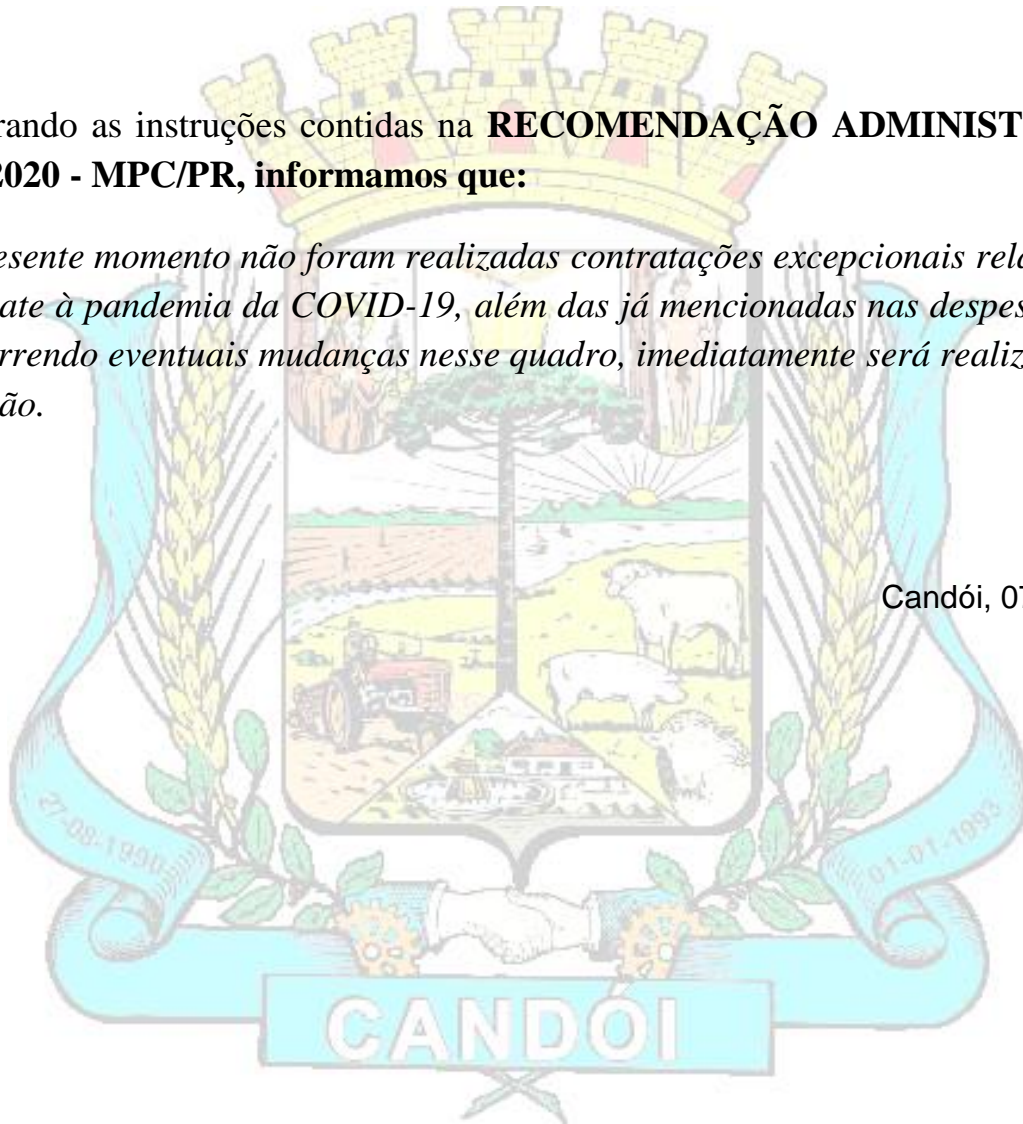 rando as instruções contidas na RECOMENDAÇÃO ADMINIST
2020 - MPC/PR, informamos que:
esente momento não foram realizadas contratações excepcionais rela
ate à pandemia da COVID-19, além das já mencionadas nas despes
rrendo eventuais mudanças nesse quadro, imediatamente será realiz
ão.
Candói, 07
27-08-1990
01-01-1993
CANDÓI